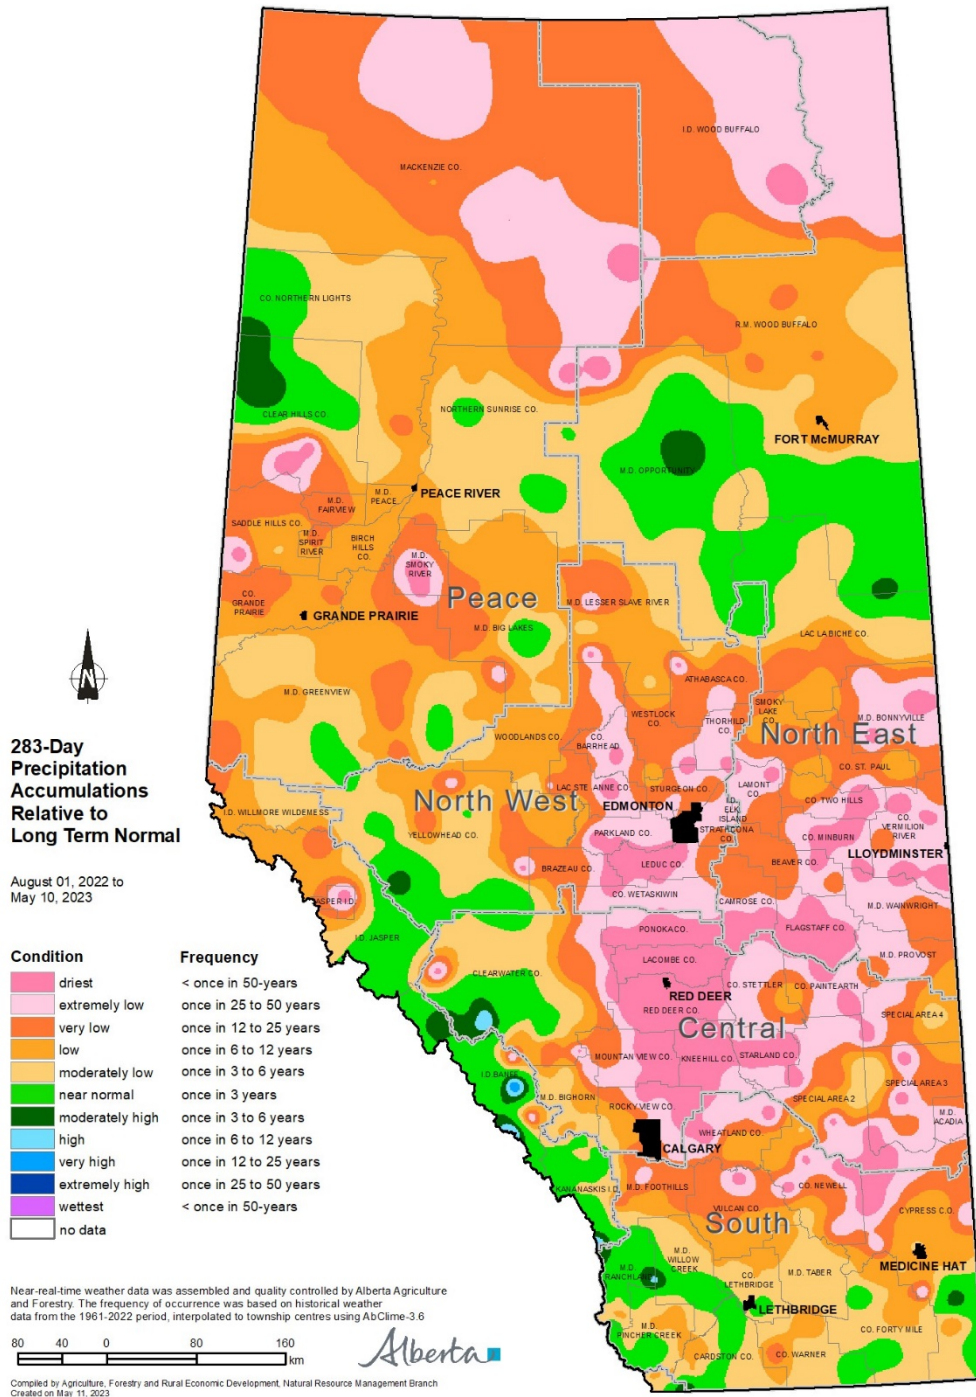 I.D. WOOD BUFFALO
MACKENZIE CO.
CO. NORTHERN LIGHTS
R.M. WOOD BUFFALO
CLEAR HILLS CO.
NORTHERN SUNRISE CO.
FORT McMURRAY
M.D. OPPORTUNITY
M.D.
PEACE
PEACE RIVER
M.D.
FAIRVIEW
SADDLE HILLS CO.
M.D.
SPIRIT
RIVER
BIRCH
HILLS
CO.
M.D.
SMOKY
RIVER
CO.
GRANDE
PRAIRIE
GRANDE PRAIRIE
Peace
M.D. LESSER SLAVE RIVER
M.D. BIG LAKES
LAC LA BICHE CO.
M.D. GREENVIEW
ATHABASCA CO.
WOODLANDS CO.
WESTLOCK
CO.
THORHILD
CO.
SMOKY
LAKE
CO.
M.D. BONNYVILLE
North East
CO.
BARRHEAD
CO. ST. PAUL
I.D. WILLMORE WILDERNESS
North West
LAC STE. ANNE CO.
STURGEON CO.
LAMONT
CO.
CO. TWO HILLS
EDMONTON
I.D.
ELK
ISLAND
CO.
VERMILION
RIVER
YELLOWHEAD CO.
PARKLAND CO.
STRATHCONA
CO.
CO. MINBURN
LLOYDMINSTER
BRAZEAU CO.
LEDUC CO.
BEAVER CO.
CO. WETASKIWIN
CAMROSE CO.
M.D. WAINWRIGHT
JASPER I.D.
I.D. JASPER
PONOKA CO.
FLAGSTAFF CO.
LACOMBE CO.
M.D. PROVOST
CLEARWATER CO.
CO. STETTLER
CO. PAINTEARTH
RED DEER
RED DEER CO.
Central
SPECIAL AREA 4
MOUNTAN VIEW CO.
KNEEHILL CO.
STARLAND CO.
I.D. BANFF
M.D. BIGHORN
SPECIAL AREA 3
SPECIAL AREA 2
ROCKY VIEW CO.
M.D.
ACADIA
WHEATLAND CO.
CALGARY
KANANASKIS I.D.
M.D. FOOTHILLS
CO. NEWELL
VULCAN CO.
CYPRESS C.O.
South
M.D.
WILLOW
CREEK
MEDICINE HAT
M.D.
RANCHLAND
CO.
LETHBRIDGE
M.D. TABER
LETHBRIDGE
M.D.
PINCHER CREEK
CO. FORTY MILE
CARDSTON CO.
CO. WARNER
N
283-Day
Precipitation
Accumulations
Relative to
Long Term Normal
August 01, 2022 to
May 10, 2023
Condition Frequency
driest < once in 50-years
extremely low once in 25 to 50 years
very low once in 12 to 25 years
low once in 6 to 12 years
moderately low once in 3 to 6 years
near normal once in 3 years
moderately high once in 3 to 6 years
high once in 6 to 12 years
very high once in 12 to 25 years
extremely high once in 25 to 50 years
wettest < once in 50-years
no data
Near-real-time weather data was assembled and quality controlled by Alberta Agriculture
and Forestry. The frequency of occurrence was based on historical weather
data from the 1961-2022 period, interpolated to township centres using AbClime-3.6
80 40 0 80 160
km
Alberta
Compiled by Agriculture, Forestry and Rural Economic Development, Natural Resource Management Branch
Created on May 11, 2023